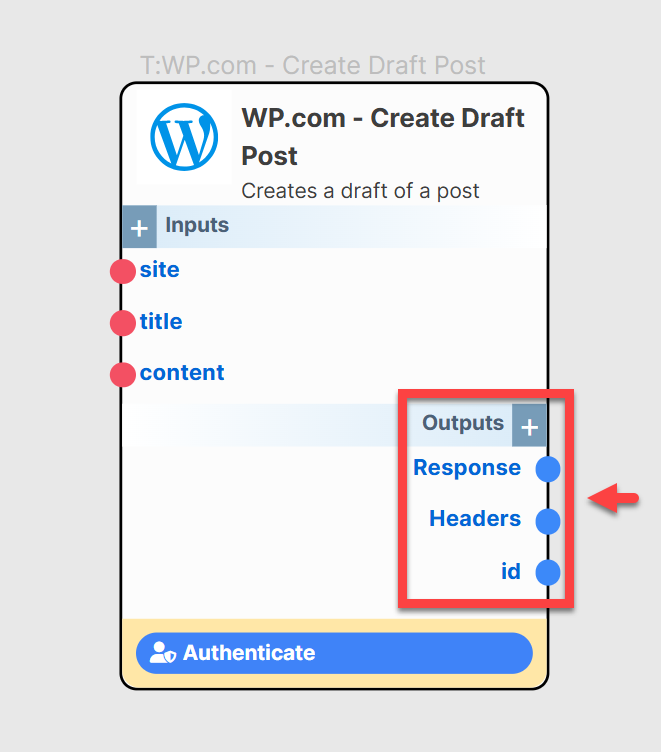 T:WP.com - Create Draft Post
WP.com - Create Draft
Post
Creates a draft of a post
+ Inputs
site
title
content
Outputs +
Response
Headers
id
Authenticate